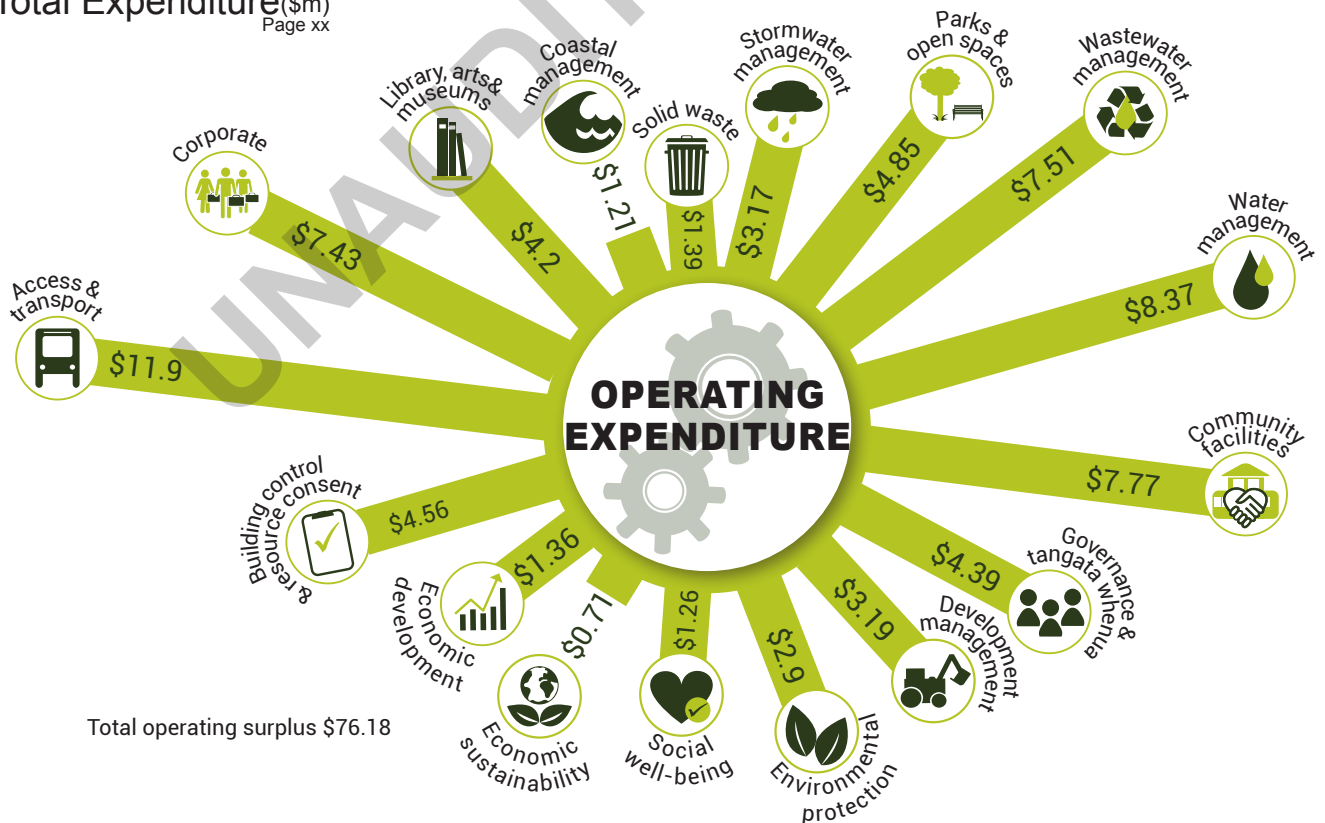 Total Expenditure($m)
Page xx
UNAUDIT
Access &
transport
$11.9
Corporate
$7.43
Library, arts&
museums
$4.2
Coastal
management
$1.21
Solid waste
$1.39
Stormwater
management
$3.17
Parks &
open spaces
$4.85
Wastewater
management
$7.51
Water
management
$8.37
Community
facilities
$7.77
Governance &
tangata whenua
$4.39
Development
management
$3.19
Environmental
protection
$2.9
Social
well-being
$1.26
Economic
sustainability
$0.71
Economic
development
$1.36
Building control
& resource consent
$4.56
OPERATING
EXPENDITURE
Total operating surplus $76.18